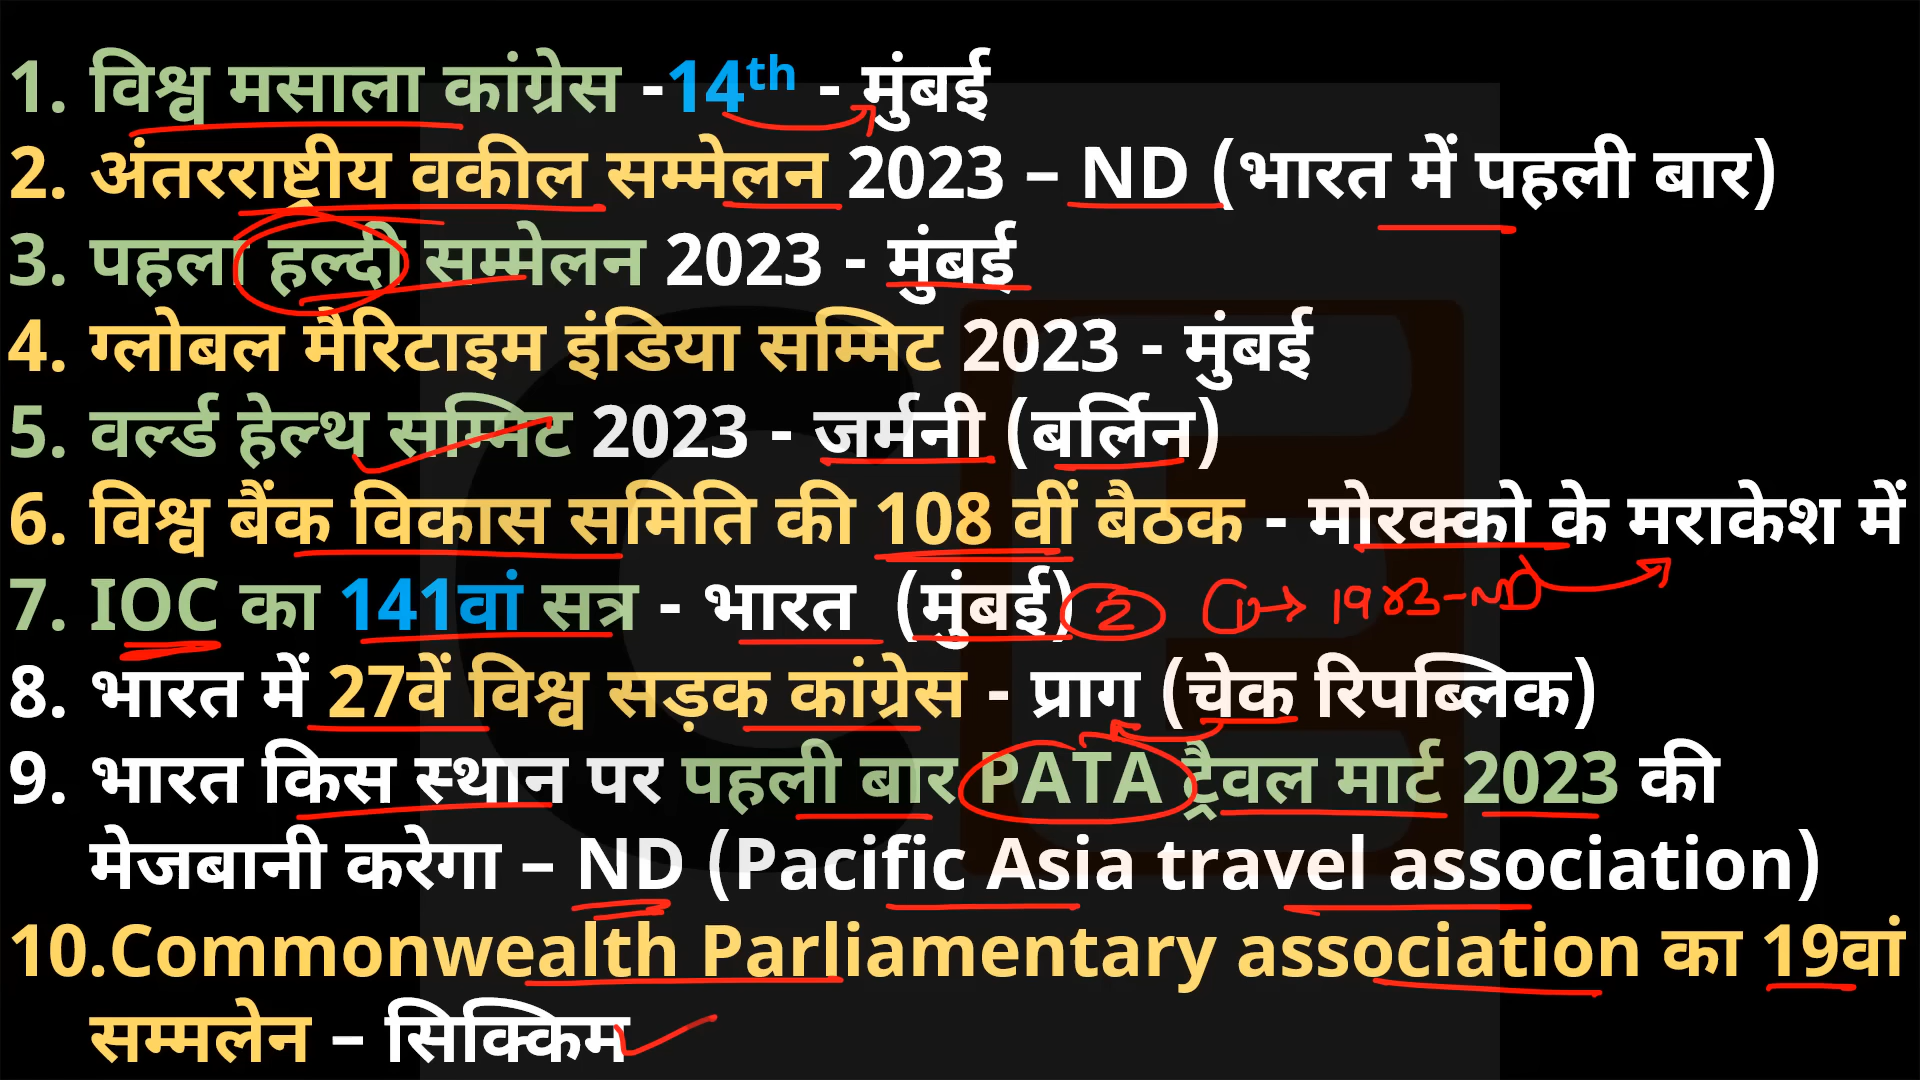 1. विश्व मसाला कांग्रेस -14th - मुंबई
2. अंतरराष्ट्रीय वकील सम्मेलन 2023 – ND (भारत में पहली बार)
3. पहला हल्दी सम्मेलन 2023 - मुंबई
4. ग्लोबल मैरिटाइम इंडिया सम्मिट 2023 - मुंबई
5. वर्ल्ड हेल्थ सम्मिट 2023 - जर्मनी (बर्लिन)
6. विश्व बैंक विकास समिति की 108 वीं बैठक - मोरक्को के मराकेश में
7. IOC का 141वां सत्र - भारत (मुंबई) 2 1→ 1983-ND
8. भारत में 27वें विश्व सड़क कांग्रेस - प्राग (चेक रिपब्लिक)
9. भारत किस स्थान पर पहली बार PATA ट्रैवल मार्ट 2023 की
मेजबानी करेगा – ND (Pacific Asia travel association)
10.Commonwealth Parliamentary association का 19वां
सम्मलेन – सिक्किम